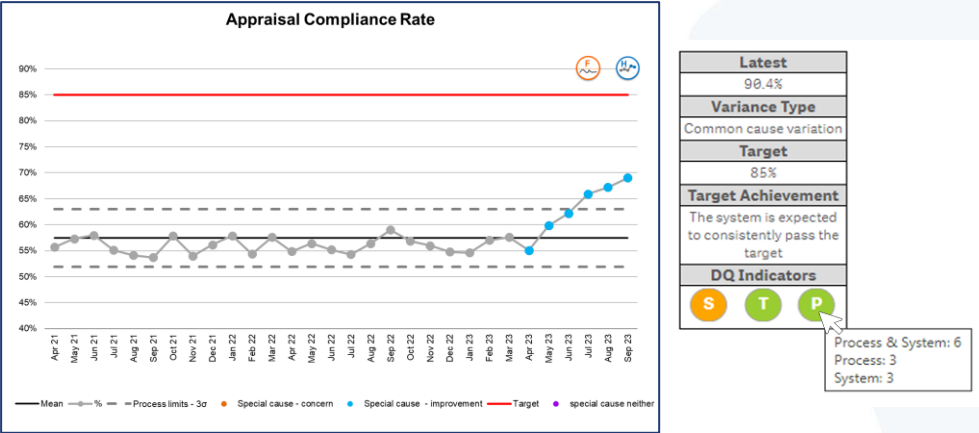 Appraisal Compliance Rate
F
H
90%
85%
80%
75%
70%
65%
60%
55%
50%
45%
40%
Apr 21
May 21
Jun 21
Jul 21
Aug 21
Sep 21
Oct 21
Nov 21
Dec 21
Jan 22
Feb 22
Mar 22
Apr 22
May 22
Jun 22
Jul 22
Aug 22
Sep 22
Oct 22
Nov 22
Dec 22
Jan 23
Feb 23
Mar 23
Apr 23
May 23
Jun 23
Jul 23
Aug 23
Sep 23
Mean
%
Process limits - 3σ
Special cause - concern
Special cause - improvement
Target
special cause neither
Latest
90.4%
Variance Type
Common cause variation
Target
85%
Target Achievement
The system is expected
to consistently pass the
target
DQ Indicators
S T P
Process & System: 6
Process: 3
System: 3